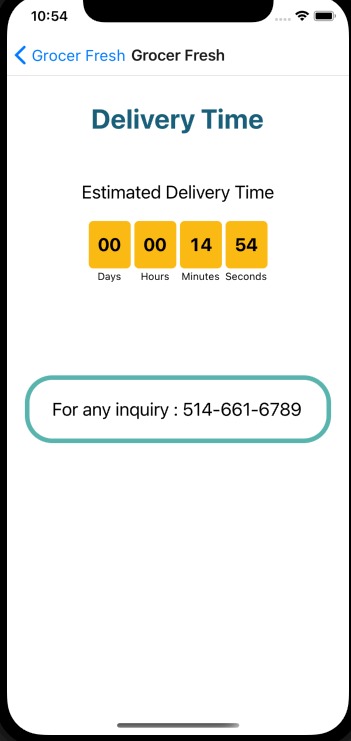 10:54
Grocer Fresh Grocer Fresh
Delivery Time
Estimated Delivery Time
00 00 14 54
Days Hours Minutes Seconds
For any inquiry : 514-661-6789